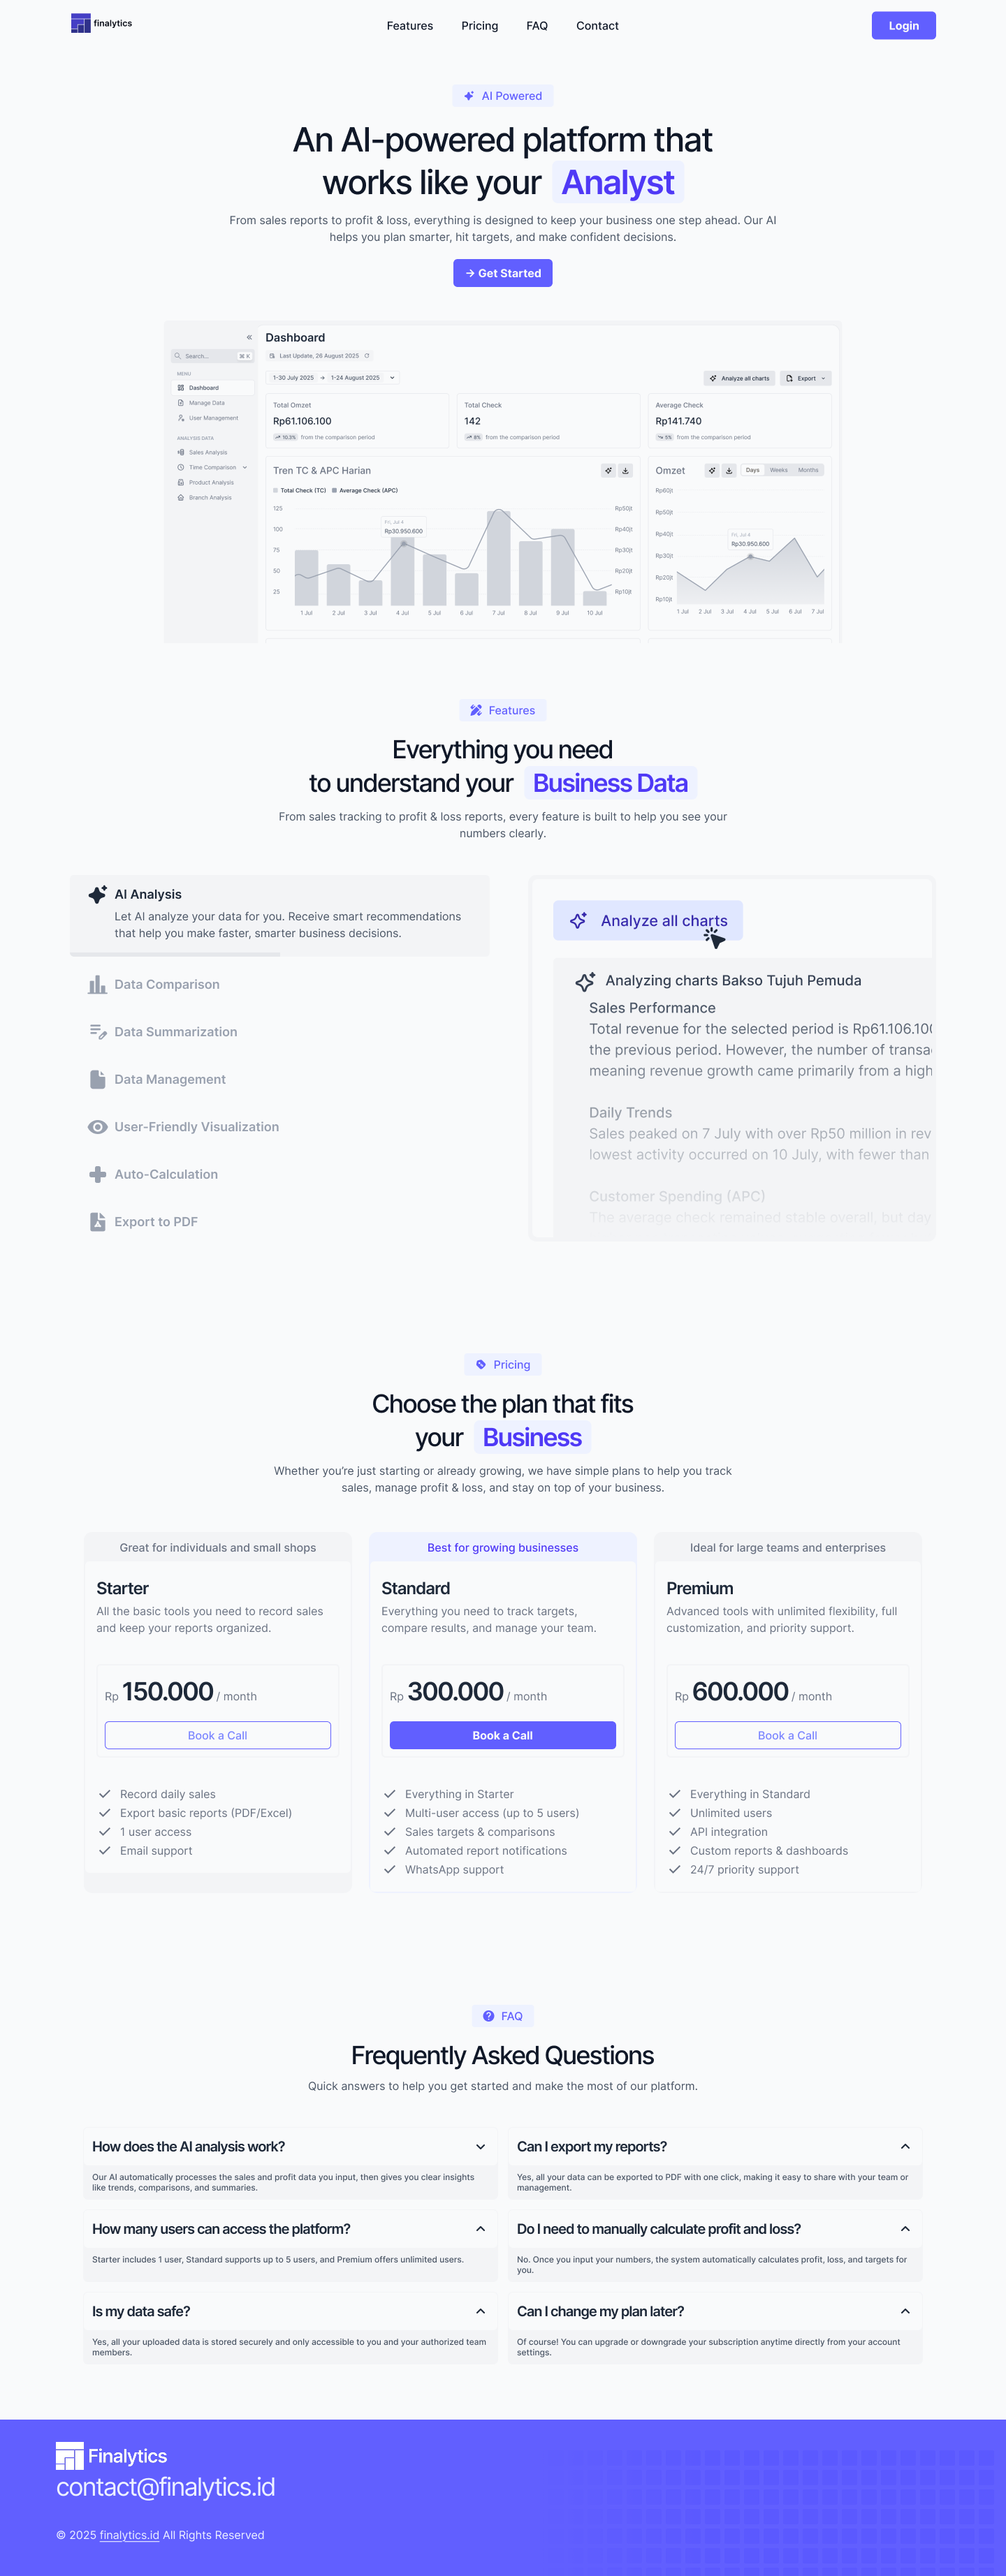 finalytics
Features Pricing FAQ Contact
Login
AI Powered
An AI-powered platform that
works like your Analyst
From sales reports to profit & loss, everything is designed to keep your business one step ahead. Our AI
helps you plan smarter, hit targets, and make confident decisions.
→ Get Started
Search... ⌘ K
MENU
Dashboard
Manage Data
User Management
ANALYSIS DATA
Sales Analysis
Time Comparison
Product Analysis
Branch Analysis
Dashboard
Last Update, 26 August 2025
1-30 July 2025 → 1-24 August 2025
Analyze all charts
Export
Total Omzet
Rp61.106.100
10.3% from the comparison period
Total Check
142
6% from the comparison period
Average Check
Rp141.740
5% from the comparison period
Tren TC & APC Harian
Total Check (TC) Average Check (APC)
125
100
75
50
25
Fri, Jul 4
Rp30.950.600
Rp50jt
Rp40jt
Rp30jt
Rp20jt
Rp10jt
1 Jul 2 Jul 3 Jul 4 Jul 5 Jul 6 Jul 7 Jul 8 Jul 9 Jul 10 Jul
Omzet
Days Weeks Months
Rp60jt
Rp50jt
Rp40jt
Rp30jt
Rp20jt
Rp10jt
Fri, Jul 4
Rp30.950.600
1 Jul 2 Jul 3 Jul 4 Jul 5 Jul 6 Jul 7 Jul
Features
Everything you need
to understand your Business Data
From sales tracking to profit & loss reports, every feature is built to help you see your
numbers clearly.
AI Analysis
Let AI analyze your data for you. Receive smart recommendations
that help you make faster, smarter business decisions.
Data Comparison
Data Summarization
Data Management
User-Friendly Visualization
Auto-Calculation
Export to PDF
Analyze all charts
Analyzing charts Bakso Tujuh Pemuda
Sales Performance
Total revenue for the selected period is Rp61.106.10
the previous period. However, the number of transa
meaning revenue growth came primarily from a high
Daily Trends
Sales peaked on 7 July with over Rp50 million in rev
lowest activity occurred on 10 July, with fewer than
Customer Spending (APC)
The average check remained stable overall, but day
Pricing
Choose the plan that fits
your Business
Whether you're just starting or already growing, we have simple plans to help you track
sales, manage profit & loss, and stay on top of your business.
Great for individuals and small shops
Starter
All the basic tools you need to record sales
and keep your reports organized.
Rp 150.000 / month
Book a Call
Record daily sales
Export basic reports (PDF/Excel)
1 user access
Email support
Best for growing businesses
Standard
Everything you need to track targets,
compare results, and manage your team.
Rp 300.000 / month
Book a Call
Everything in Starter
Multi-user access (up to 5 users)
Sales targets & comparisons
Automated report notifications
WhatsApp support
Ideal for large teams and enterprises
Premium
Advanced tools with unlimited flexibility, full
customization, and priority support.
Rp 600.000 / month
Book a Call
Everything in Standard
Unlimited users
API integration
Custom reports & dashboards
24/7 priority support
FAQ
Frequently Asked Questions
Quick answers to help you get started and make the most of our platform.
How does the AI analysis work?
Our AI automatically processes the sales and profit data you input, then gives you clear insights
like trends, comparisons, and summaries.
Can I export my reports?
Yes, all your data can be exported to PDF with one click, making it easy to share with your team or
management.
How many users can access the platform?
Starter includes 1 user, Standard supports up to 5 users, and Premium offers unlimited users.
Do I need to manually calculate profit and loss?
No. Once you input your numbers, the system automatically calculates profit, loss, and targets for
you.
Is my data safe?
Yes, all your uploaded data is stored securely and only accessible to you and your authorized team
members.
Can I change my plan later?
Of course! You can upgrade or downgrade your subscription anytime directly from your account
settings.
Finalytics
contact@finalytics.id
© 2025 finalytics.id All Rights Reserved